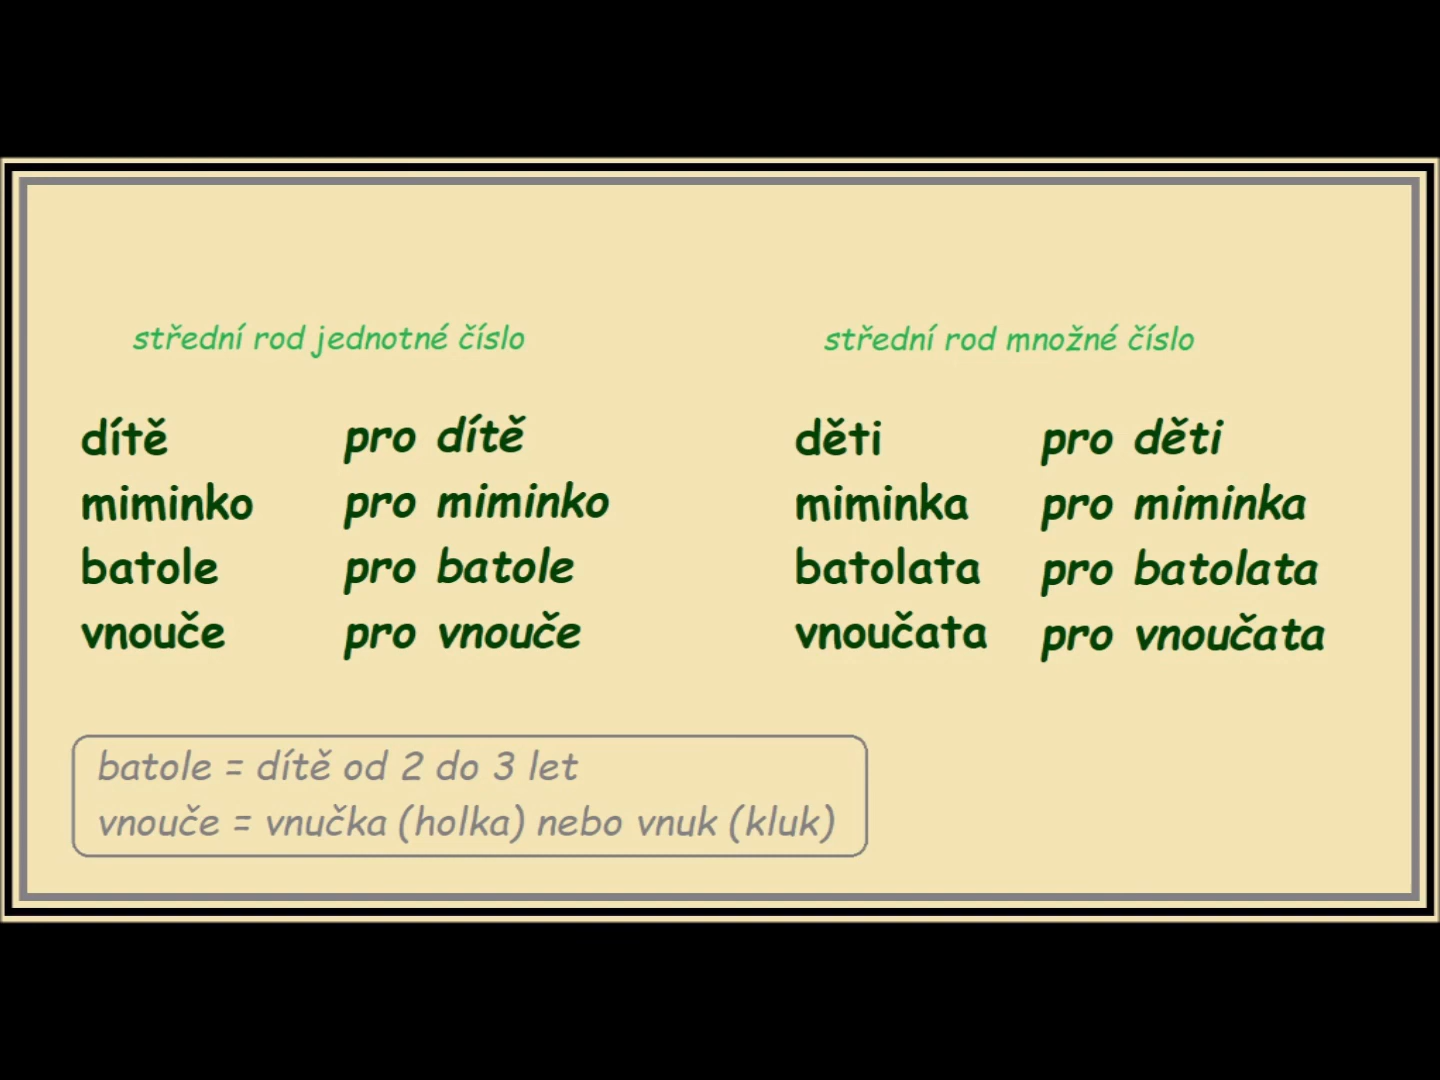 střední rod jednotné číslo
střední rod množné číslo
dítě pro dítě děti pro děti
miminko pro miminko miminka pro miminka
batole pro batole batolata pro batolata
vnouče pro vnouče vnoučata pro vnoučata
batole = dítě od 2 do 3 let
vnouče = vnučka (holka) nebo vnuk (kluk)